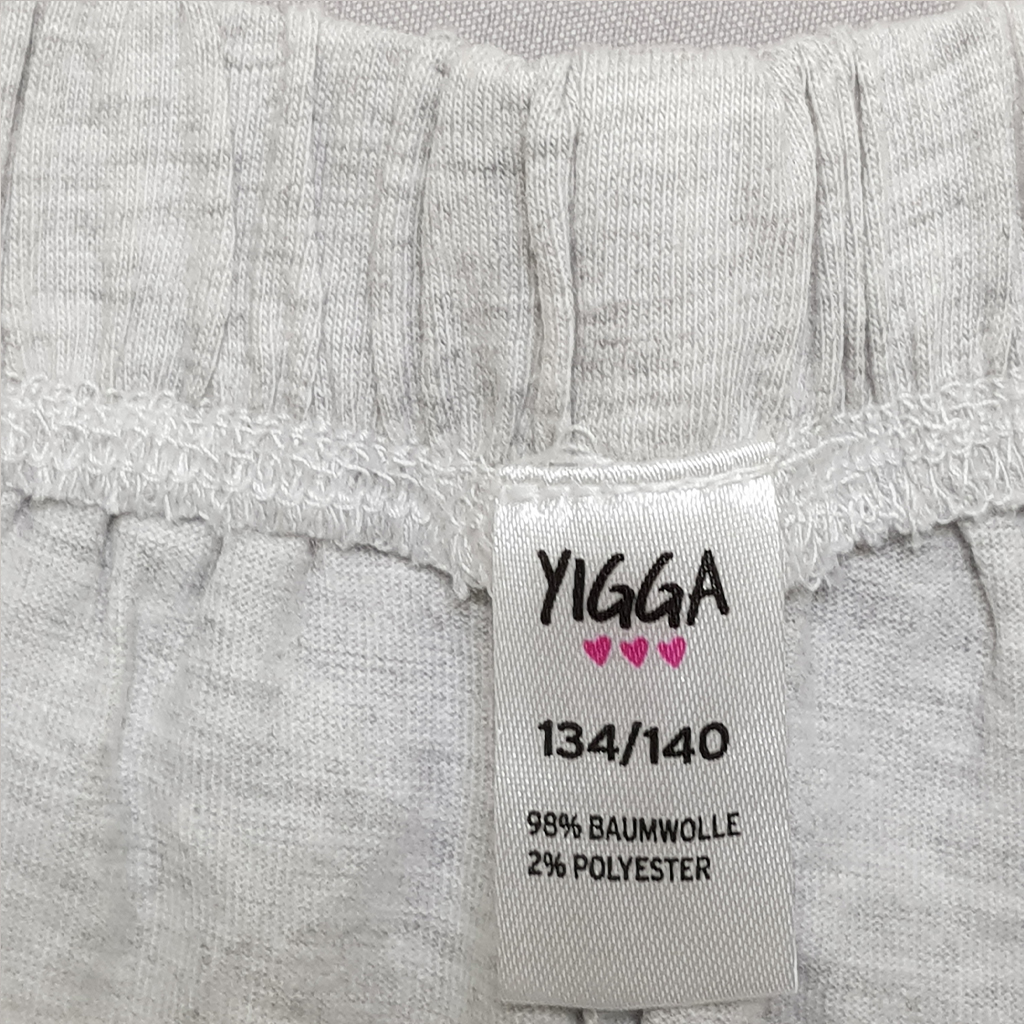 YIGGA
134/140
98% BAUMWOLLE
2% POLYESTER